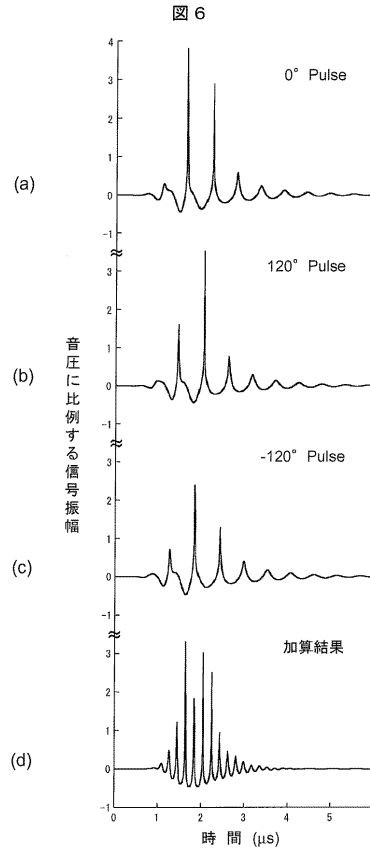 図6
4
0° Pulse
3
2
1
(a)
0
-1
3
120° Pulse
2
1
(b)
0
-1
音圧に比例する信号振幅
3
-120° Pulse
2
1
(c)
0
-1
加算結果
3
2
1
(d)
0
-1
0 1 2 3 4 5
時間 (μs)